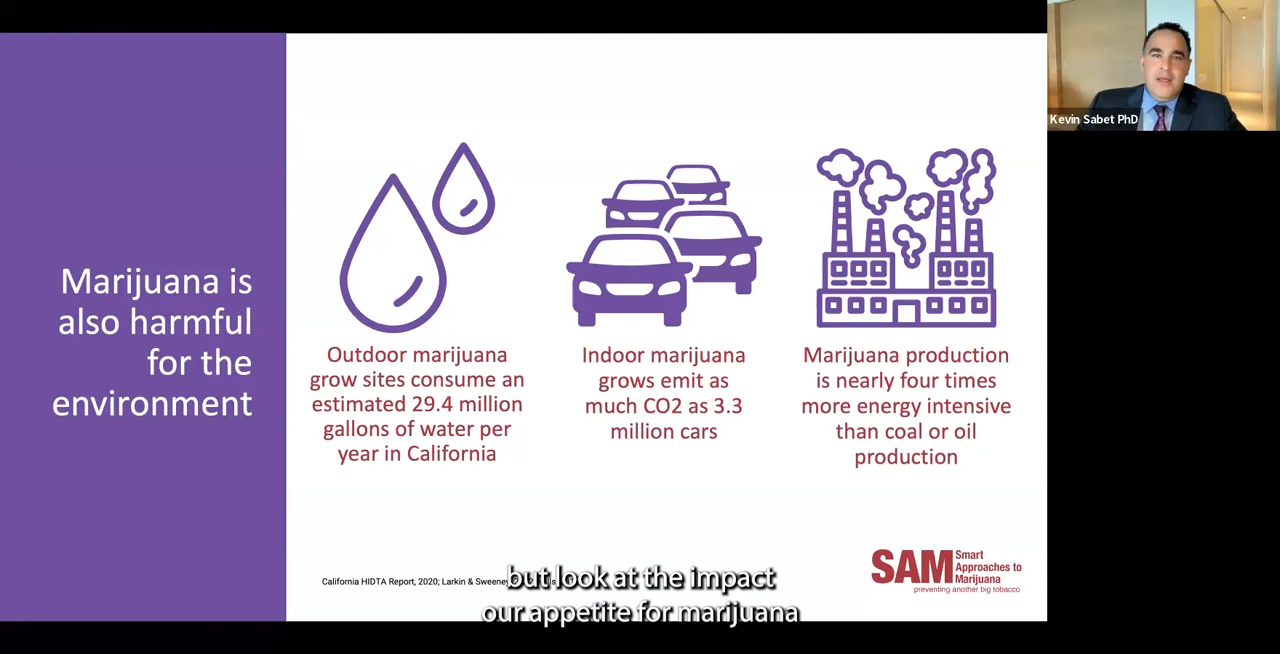 Kevin Sabet PhD
Marijuana is
also harmful
for the
environment
Outdoor marijuana
grow sites consume an
estimated 29.4 million
gallons of water per
year in California
Indoor marijuana
grows emit as
much CO2 as 3.3
million cars
Marijuana production
is nearly four times
more energy intensive
than coal or oil
production
California HIDTA Report, 2020; Larkin & Sweeney
SAM
Smart
Approaches to
Marijuana
preventing another big tobacco
but look at the impact
our appetite for marijuana